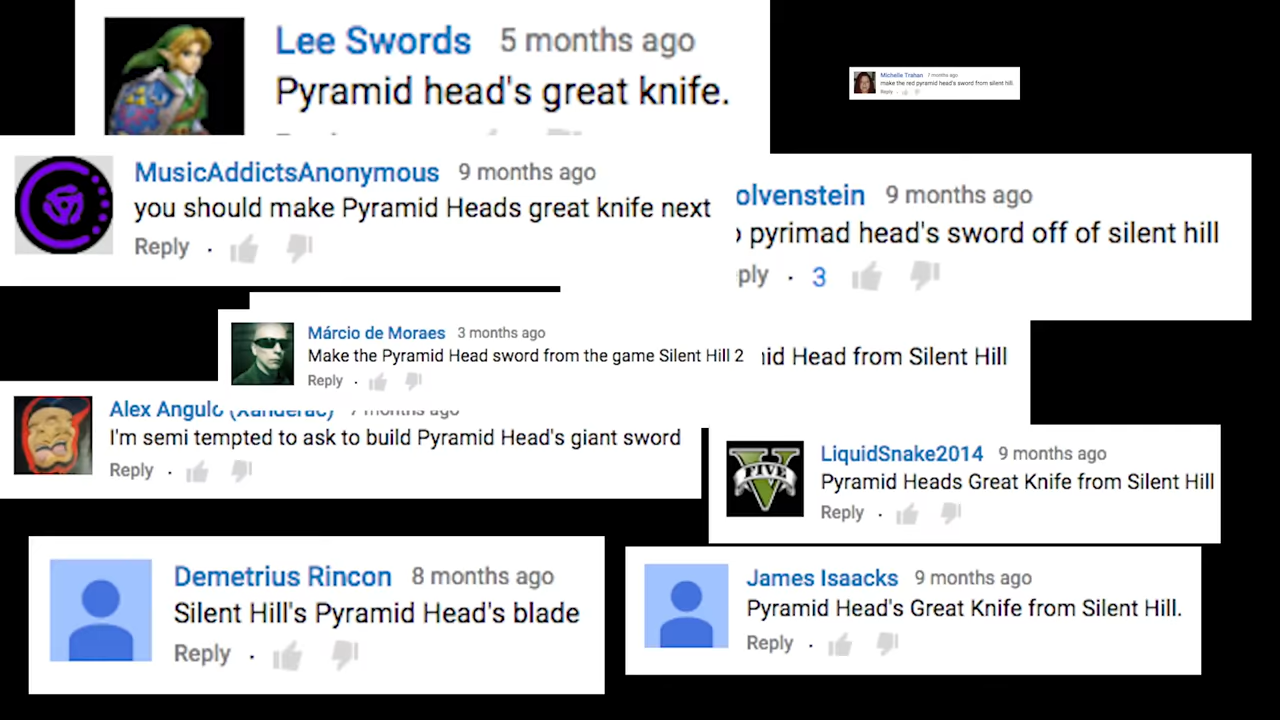 Lee Swords 5 months ago
Pyramid head's great knife.
Michelle Trahan 7 months ago
make the red pyramid head's sword from silent hill
Reply
MusicAddictsAnonymous 9 months ago
you should make Pyramid Heads great knife next
Reply
olvenstein 9 months ago
pyrimad head's sword off of silent hill
ply · 3
Márcio de Moraes 3 months ago
Make the Pyramid Head sword from the game Silent Hill 2
Reply
id Head from Silent Hill
Alex Angulo (Xanderac) 7 months ago
I'm semi tempted to ask to build Pyramid Head's giant sword
Reply
FIVE
LiquidSnake2014 9 months ago
Pyramid Heads Great Knife from Silent Hill
Reply
Demetrius Rincon 8 months ago
Silent Hill's Pyramid Head's blade
Reply
James Isaacks 9 months ago
Pyramid Head's Great Knife from Silent Hill.
Reply